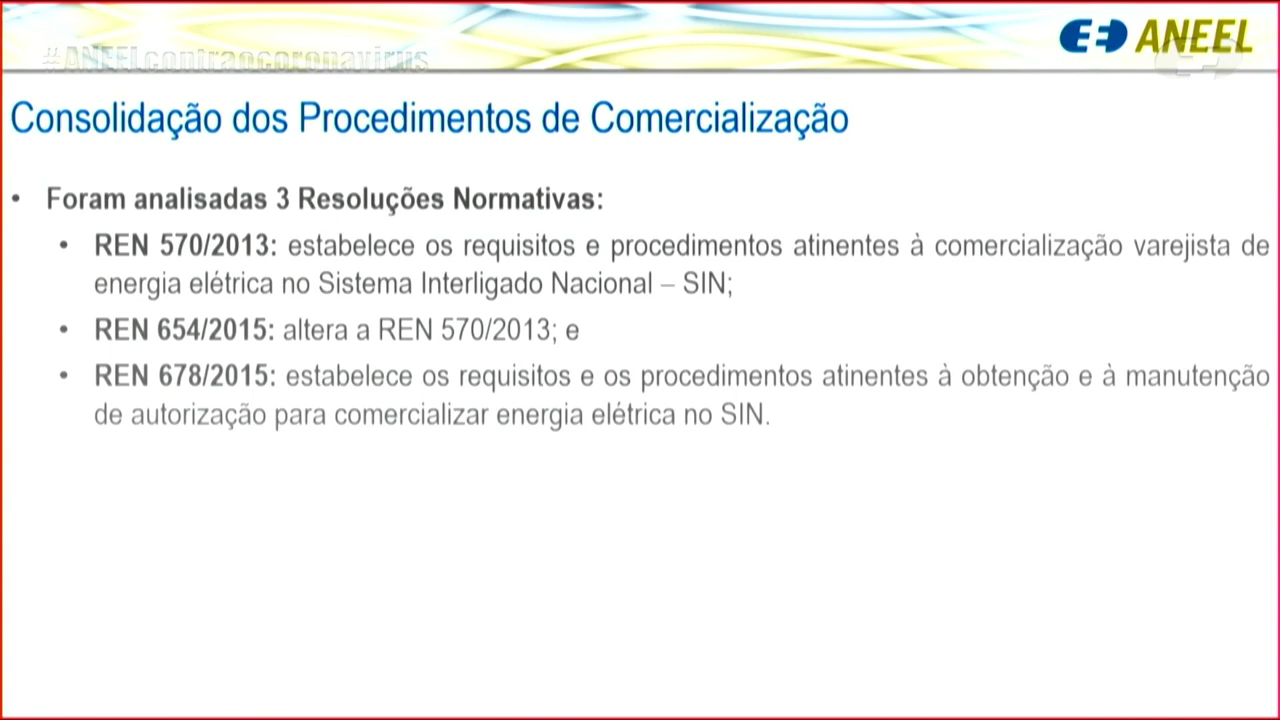 #ANEELcontraocoronavirus
ANEEL
Consolidação dos Procedimentos de Comercialização
• Foram analisadas 3 Resoluções Normativas:
• REN 570/2013: estabelece os requisitos e procedimentos atinentes à comercialização varejista de
energia elétrica no Sistema Interligado Nacional – SIN;
• REN 654/2015: altera a REN 570/2013; e
• REN 678/2015: estabelece os requisitos e os procedimentos atinentes à obtenção e à manutenção
de autorização para comercializar energia elétrica no SIN.